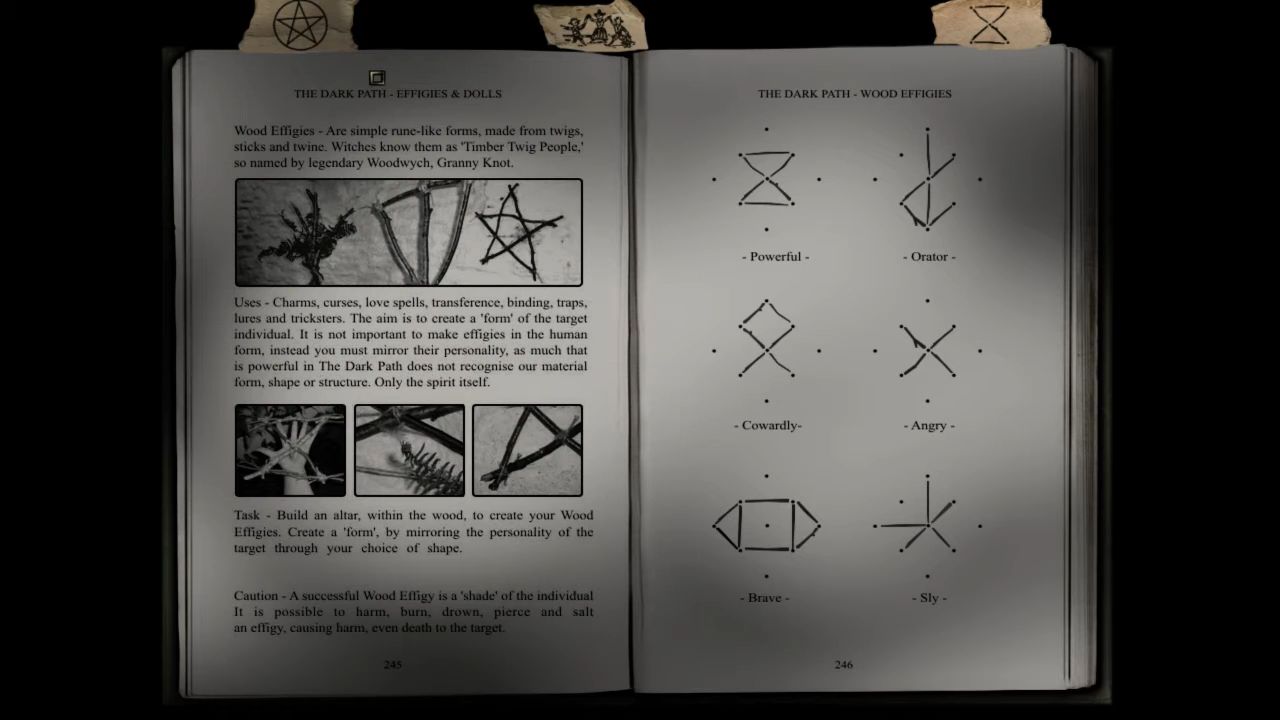 THE DARK PATH - EFFIGIES & DOLLS
Wood Effigies - Are simple rune-like forms, made from twigs,
sticks and twine. Witches know them as 'Timber Twig People,'
so named by legendary Woodwych, Granny Knot.
Uses - Charms, curses, love spells, transference, binding, traps,
lures and tricksters. The aim is to create a 'form' of the target
individual. It is not important to make effigies in the human
form, instead you must mirror their personality, as much that
is powerful in The Dark Path does not recognise our material
form, shape or structure. Only the spirit itself.
Task - Build an altar, within the wood, to create your Wood
Effigies. Create a 'form', by mirroring the personality of the
target through your choice of shape.
Caution - A successful Wood Effigy is a 'shade' of the individual
It is possible to harm, burn, drown, pierce and salt
an effigy, causing harm, even death to the target.
245
THE DARK PATH - WOOD EFFIGIES
- Powerful -
- Orator -
- Cowardly-
- Angry -
- Brave -
- Sly -
246